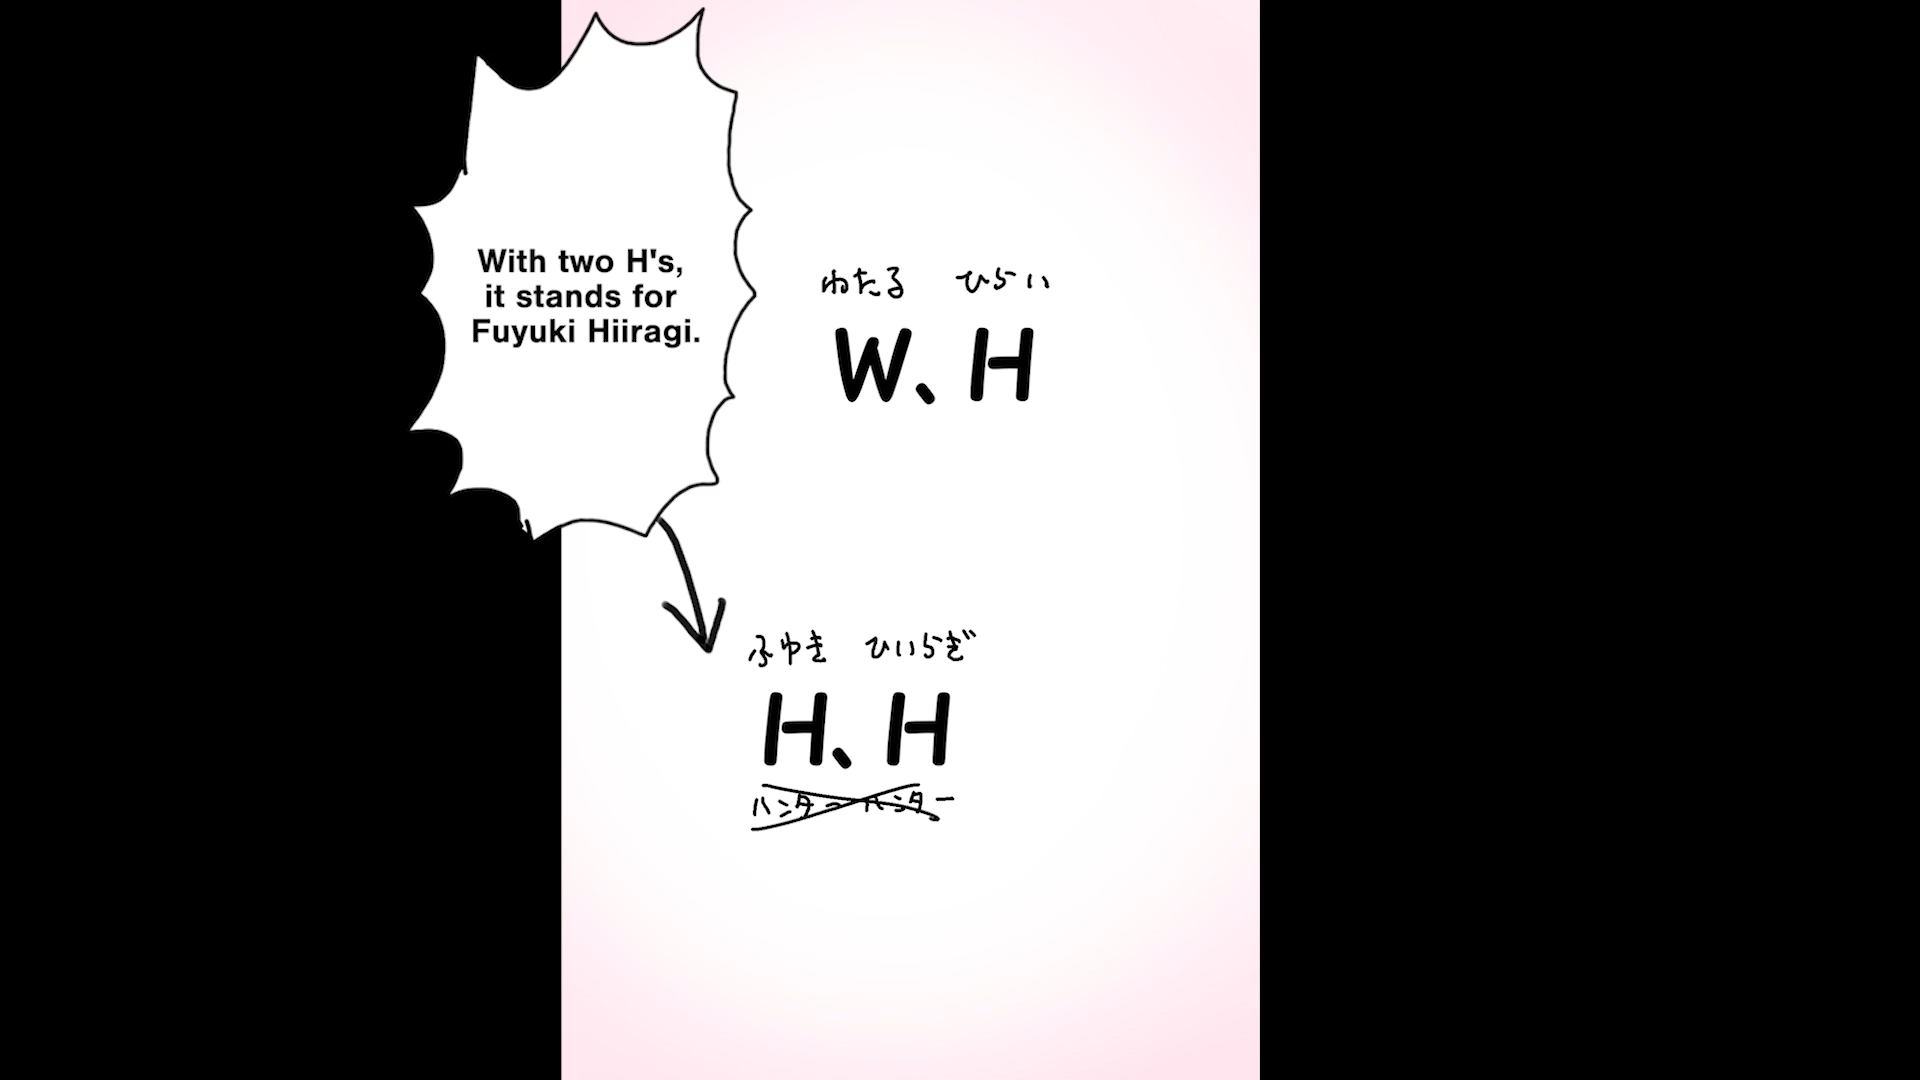 With two H's,
it stands for
Fuyuki Hiiragi.
わたる ひらい
W、H
ふゆき ひいらぎ
H、H
ハンターハンター